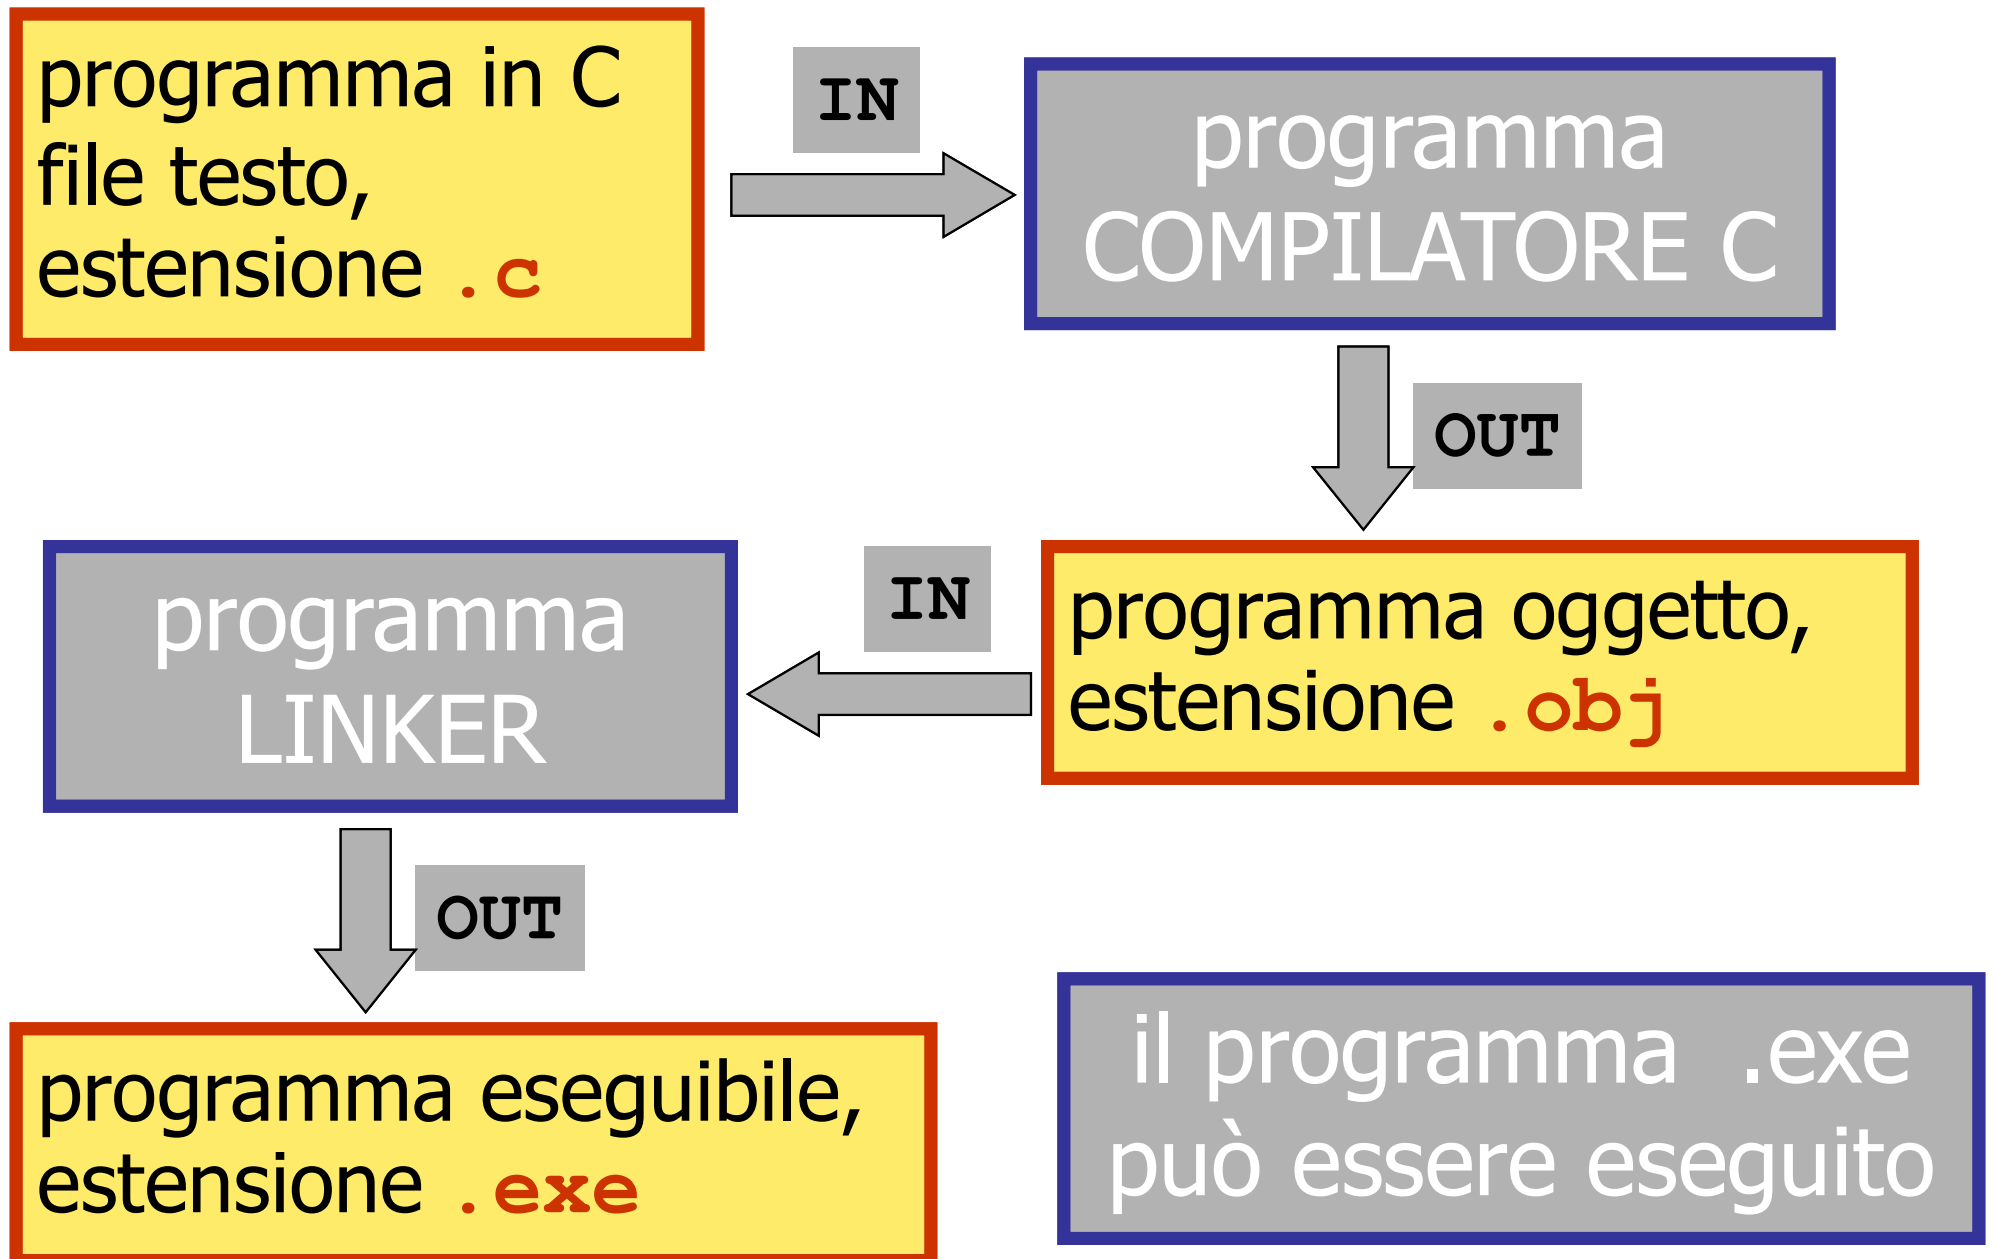 programma in C
file testo,
estensione .c
IN
programma
COMPILATORE C
OUT
programma oggetto,
estensione .obj
IN
programma
LINKER
OUT
programma eseguibile,
estensione .exe
il programma .exe
può essere eseguito